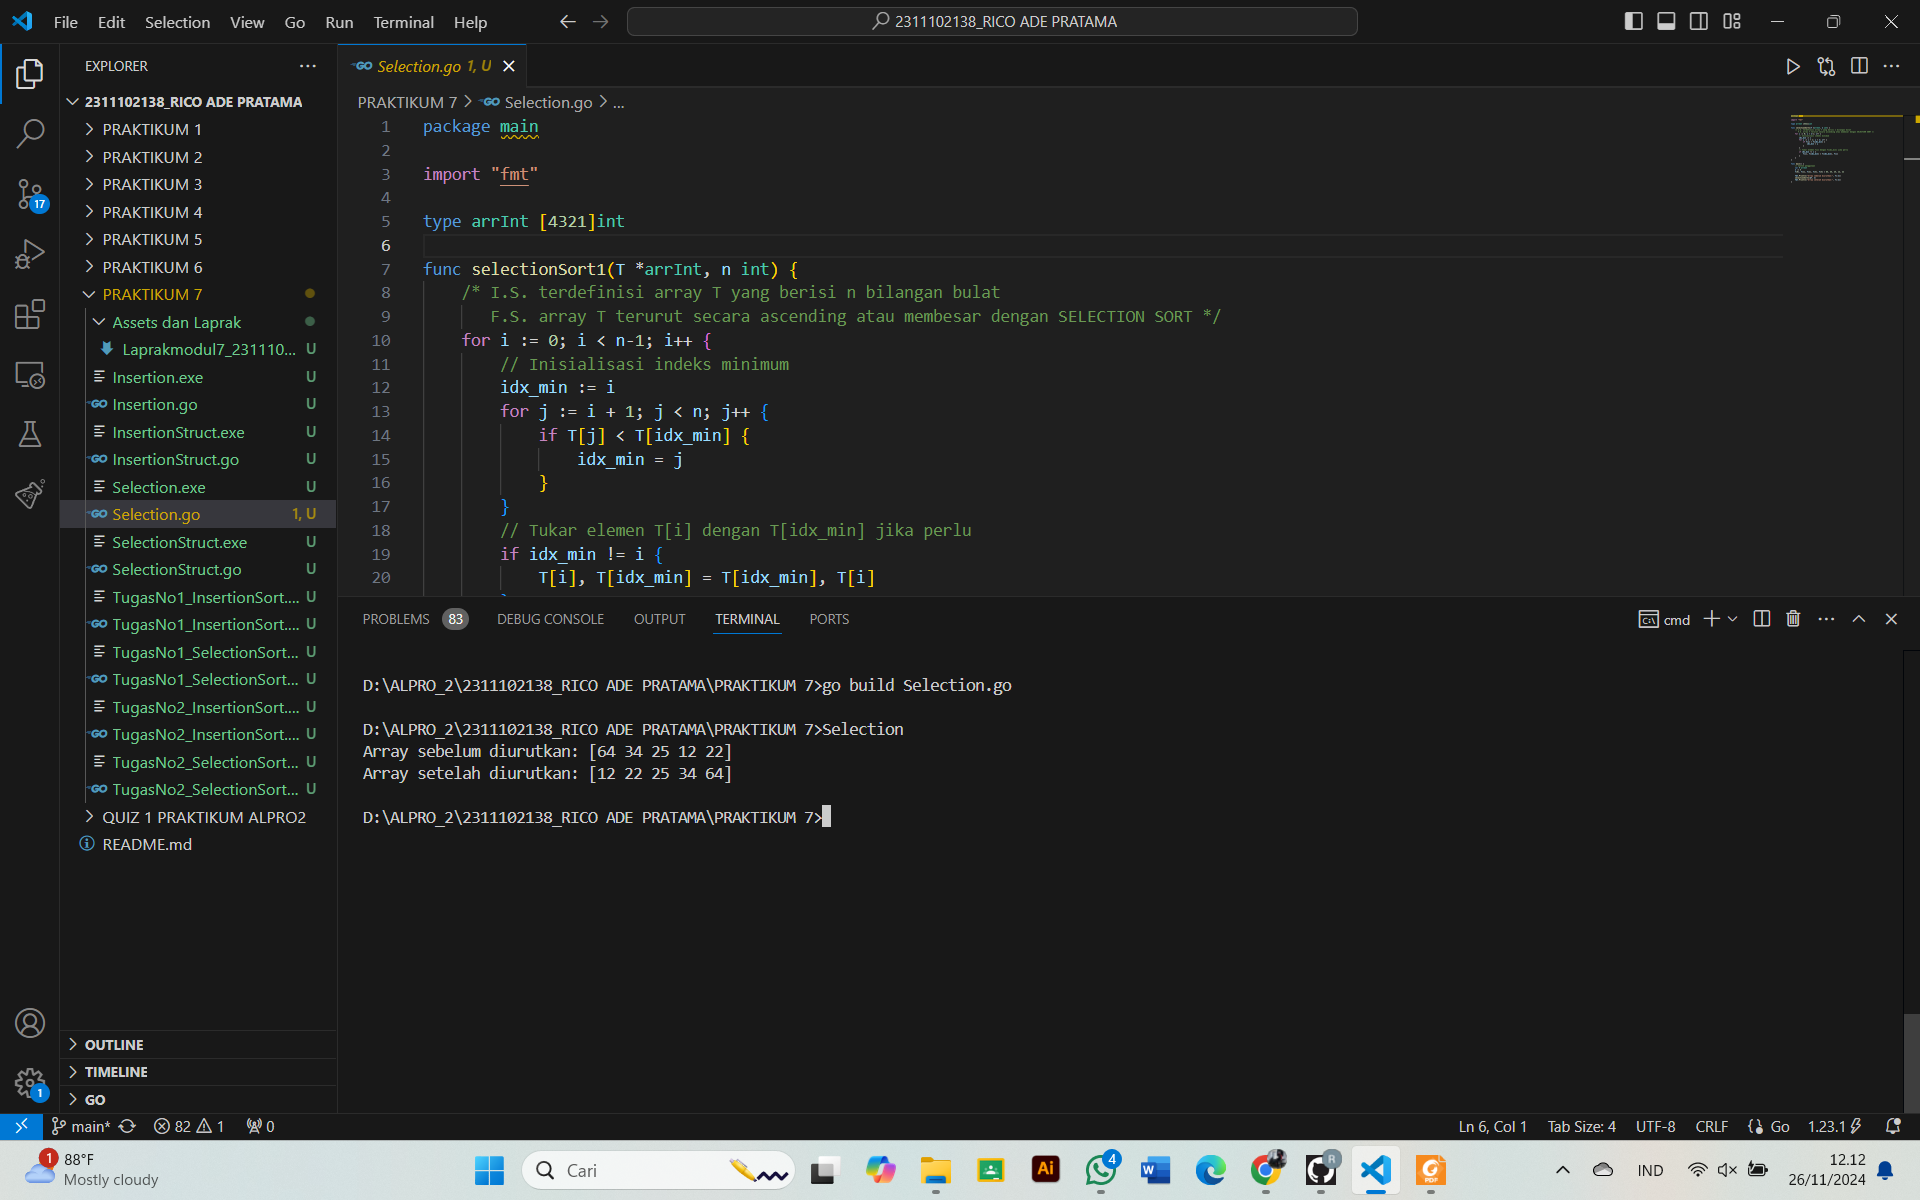 File Edit Selection View Go Run Terminal Help
2311102138_RICO ADE PRATAMA
EXPLORER
2311102138_RICO ADE PRATAMA
PRAKTIKUM 1
PRAKTIKUM 2
PRAKTIKUM 3
PRAKTIKUM 4
PRAKTIKUM 5
PRAKTIKUM 6
PRAKTIKUM 7
Assets dan Laprak
Laprakmodul7_231110... U
Insertion.exe U
Insertion.go U
InsertionStruct.exe U
InsertionStruct.go U
Selection.exe U
Selection.go 1, U
SelectionStruct.exe U
SelectionStruct.go U
TugasNo1_InsertionSort.... U
TugasNo1_InsertionSort.... U
TugasNo1_SelectionSort... U
TugasNo1_SelectionSort... U
TugasNo2_InsertionSort.... U
TugasNo2_InsertionSort.... U
TugasNo2_SelectionSort... U
TugasNo2_SelectionSort... U
QUIZ 1 PRAKTIKUM ALPRO2
README.md
OUTLINE
TIMELINE
GO
17
1
GO Selection.go 1, U
PRAKTIKUM 7 > GO Selection.go > ...
1 package main
2
3 import "fmt"
4
5 type arrInt [4321]int
6
7 func selectionSort1(T *arrInt, n int) {
8 /* I.S. terdefinisi array T yang berisi n bilangan bulat
9 F.S. array T terurut secara ascending atau membesar dengan SELECTION SORT */
10 for i := 0; i < n-1; i++ {
11 // Inisialisasi indeks minimum
12 idx_min := i
13 for j := i + 1; j < n; j++ {
14 if T[j] < T[idx_min] {
15 idx_min = j
16 }
17 }
18 // Tukar elemen T[i] dengan T[idx_min] jika perlu
19 if idx_min != i {
20 T[i], T[idx_min] = T[idx_min], T[i]
PROBLEMS 83 DEBUG CONSOLE OUTPUT TERMINAL PORTS
cmd
D:\ALPRO_2\2311102138_RICO ADE PRATAMA\PRAKTIKUM 7>go build Selection.go
D:\ALPRO_2\2311102138_RICO ADE PRATAMA\PRAKTIKUM 7>Selection
Array sebelum diurutkan: [64 34 25 12 22]
Array setelah diurutkan: [12 22 25 34 64]
D:\ALPRO_2\2311102138_RICO ADE PRATAMA\PRAKTIKUM 7>
main* 82 1 0
Ln 6, Col 1 Tab Size: 4 UTF-8 CRLF Go 1.23.1
1
88°F
Mostly cloudy
Cari
Ai
4
R
PDF
IND
12.12
26/11/2024